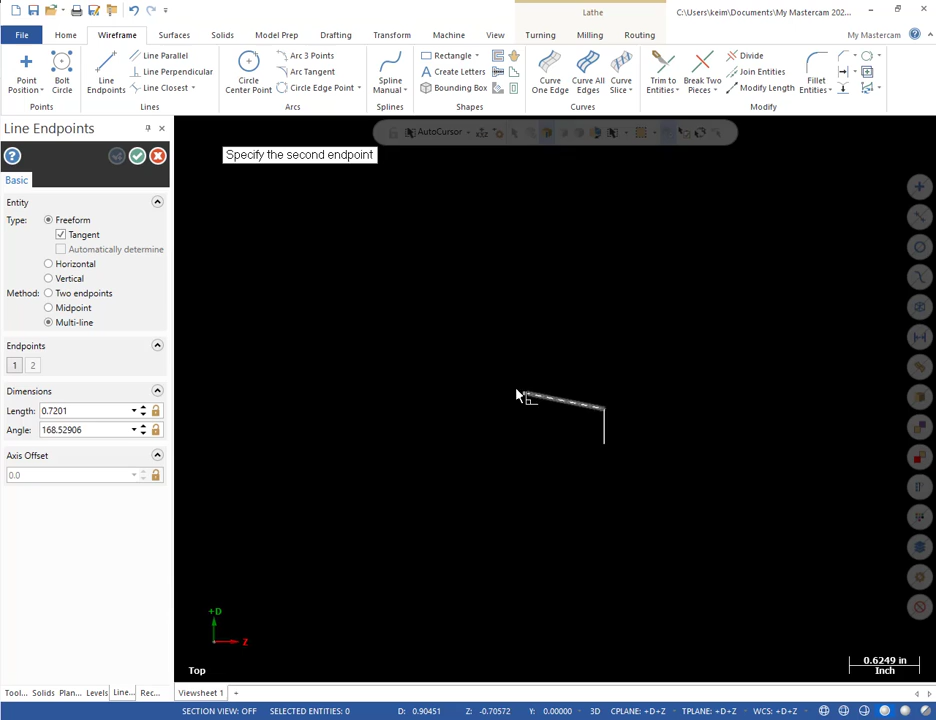 Lathe
C:\Users\keim\Documents\My Mastercam 202...
File
Home
Wireframe
Surfaces
Solids
Model Prep
Drafting
Transform
Machine
View
Turning
Milling
Routing
My Mastercam
Point Position
Bolt Circle
Points
Line Endpoints
Line Parallel
Line Perpendicular
Line Closest
Lines
Circle Center Point
Arc 3 Points
Arc Tangent
Circle Edge Point
Arcs
Spline Manual
Splines
Rectangle
Create Letters
Bounding Box
Shapes
Curve One Edge
Curve All Edges
Curve Slice
Curves
Trim to Entities
Break Two Pieces
Divide
Join Entities
Modify Length
Fillet Entities
Modify
Line Endpoints
Basic
Entity
Type:
Freeform
Tangent
Automatically determine
Horizontal
Vertical
Method:
Two endpoints
Midpoint
Multi-line
Endpoints
1
2
Dimensions
Length: 0.7201
Angle: 168.52906
Axis Offset
0.0
AutoCursor
Specify the second endpoint
+D
Z
Top
0.6249 in
Inch
Tool...
Solids
Plan...
Levels
Line...
Rec...
Viewsheet 1
+
SECTION VIEW: OFF
SELECTED ENTITIES: 0
D: 0.90451
Z: -0.70572
Y: 0.00000
3D
CPLANE: +D+Z
TPLANE: +D+Z
WCS: +D+Z